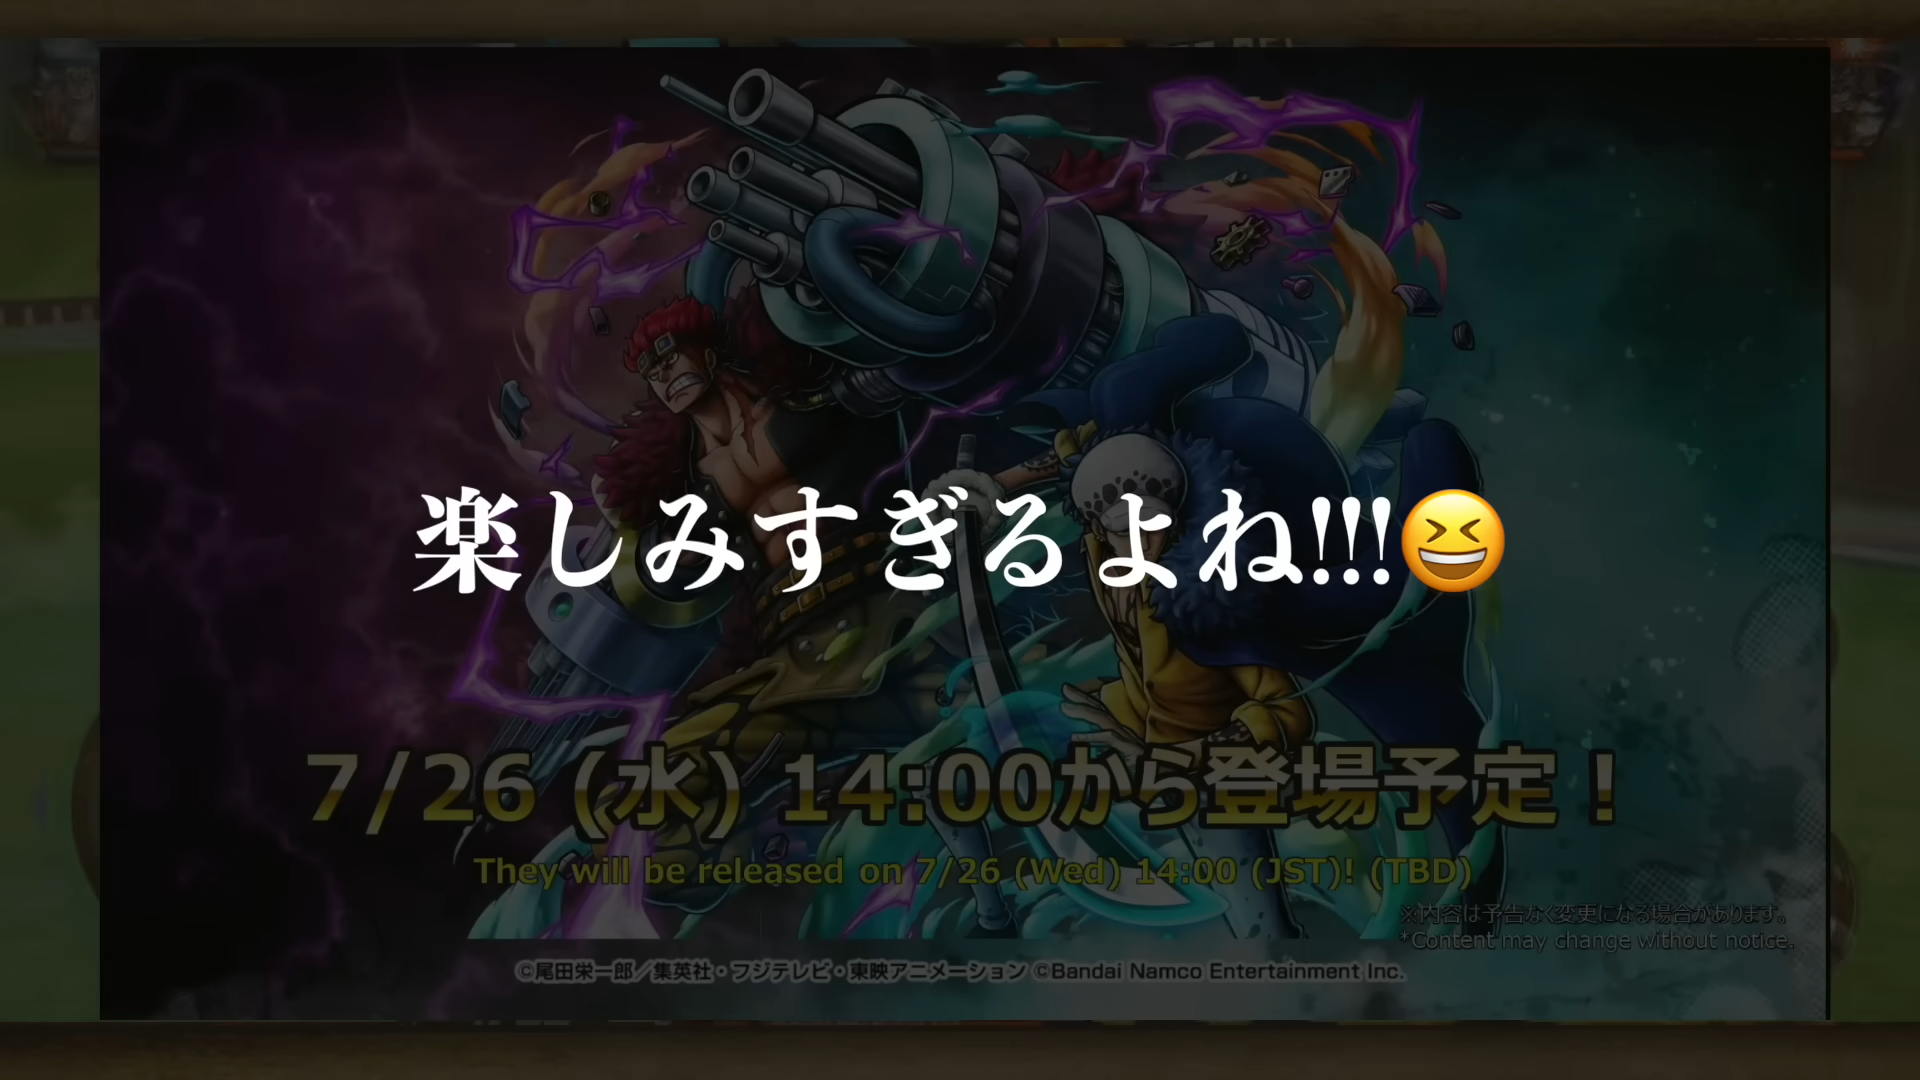 楽しみすぎるよね!!!😆
7/26 (水) 14:00から登場予定！
They will be released on 7/26 (Wed) 14:00 (JST)! (TBD)
※内容は予告なく変更になる場合があります。
*Content may change without notice.
©尾田栄一郎／集英社・フジテレビ・東映アニメーション ©Bandai Namco Entertainment Inc.